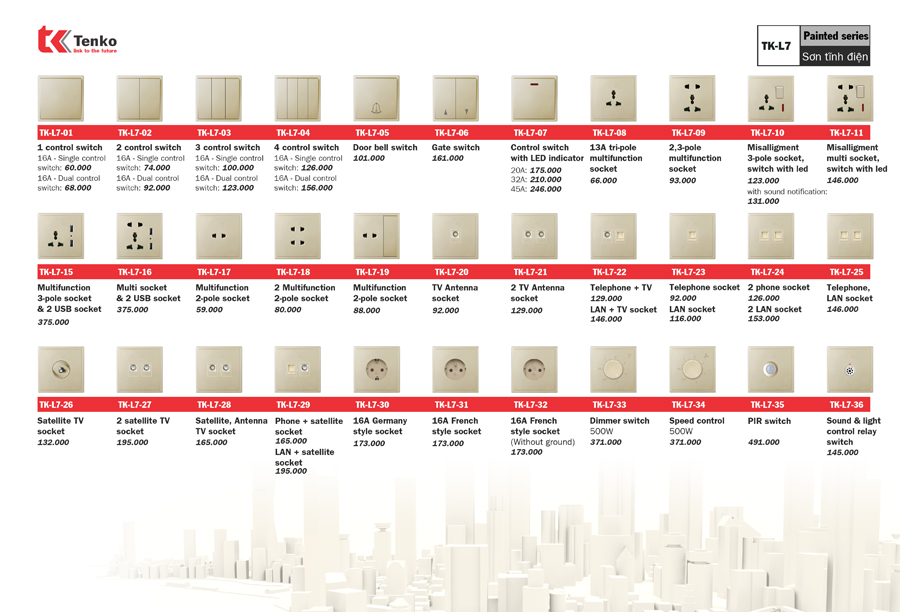 Tenko
link to the future
TK-L7
Painted series
Sơn tĩnh điện
TK-L7-01
1 control switch
16A - Single control
switch: 60.000
16A - Dual control
switch: 68.000
TK-L7-02
2 control switch
16A - Single control
switch: 74.000
16A - Dual control
switch: 92.000
TK-L7-03
3 control switch
16A - Single control
switch: 100.000
16A - Dual control
switch: 123.000
TK-L7-04
4 control switch
16A - Single control
switch: 126.000
16A - Dual control
switch: 156.000
TK-L7-05
Door bell switch
101.000
TK-L7-06
Gate switch
161.000
TK-L7-07
Control switch
with LED indicator
20A: 175.000
32A: 210.000
45A: 246.000
TK-L7-08
13A tri-pole
multifunction
socket
66.000
TK-L7-09
2,3-pole
multifunction
socket
93.000
TK-L7-10
Misalligment
3-pole socket,
switch with led
123.000
with sound notification:
131.000
TK-L7-11
Misalligment
multi socket,
switch with led
146.000
TK-L7-15
Multifunction
3-pole socket
& 2 USB socket
375.000
TK-L7-16
Multi socket
& 2 USB socket
375.000
TK-L7-17
Multifunction
2-pole socket
59.000
TK-L7-18
2 Multifunction
2-pole socket
80.000
TK-L7-19
Multifunction
2-pole socket
88.000
TK-L7-20
TV Antenna
socket
92.000
TK-L7-21
2 TV Antenna
socket
129.000
TK-L7-22
Telephone + TV
129.000
LAN + TV socket
146.000
TK-L7-23
Telephone socket
92.000
LAN socket
116.000
TK-L7-24
2 phone socket
126.000
2 LAN socket
153.000
TK-L7-25
Telephone,
LAN socket
146.000
TK-L7-26
Satellite TV
socket
132.000
TK-L7-27
2 satellite TV
socket
195.000
TK-L7-28
Satellite, Antenna
TV socket
165.000
TK-L7-29
Phone + satellite
socket
165.000
LAN + satellite
socket
195.000
TK-L7-30
16A Germany
style socket
173.000
TK-L7-31
16A French
style socket
173.000
TK-L7-32
16A French
style socket
(Without ground)
173.000
TK-L7-33
Dimmer switch
500W
371.000
TK-L7-34
Speed control
500W
371.000
TK-L7-35
PIR switch
491.000
TK-L7-36
Sound & light
control relay
switch
145.000